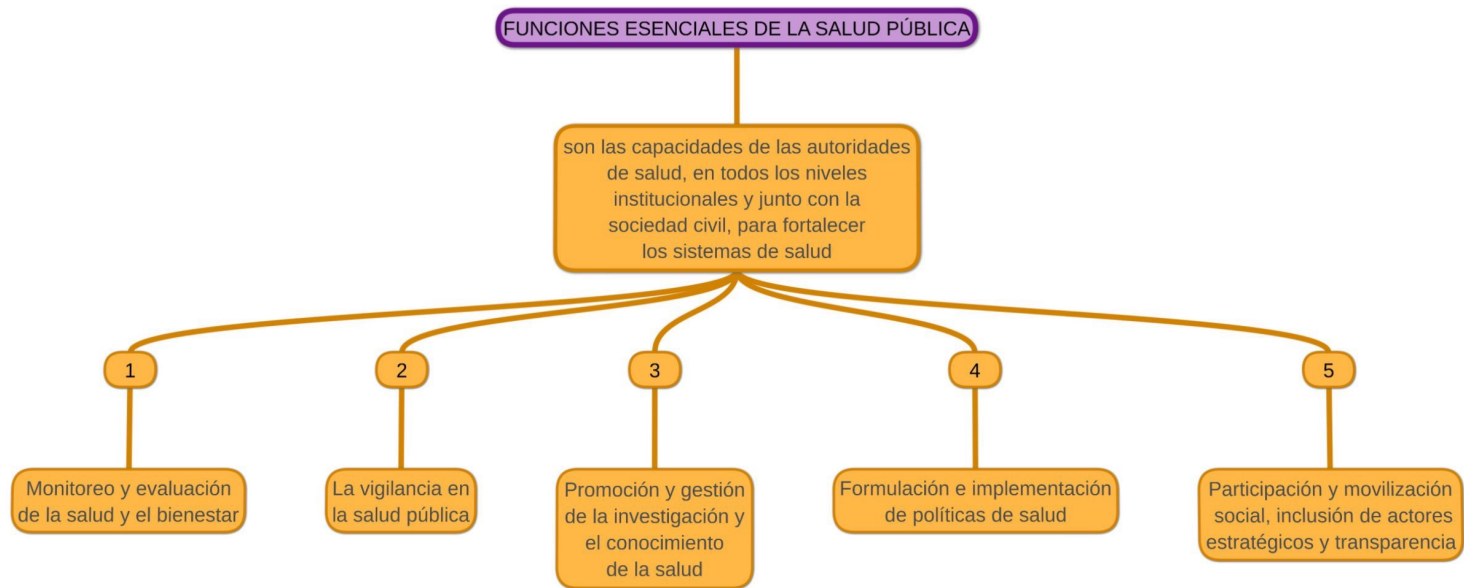 FUNCIONES ESENCIALES DE LA SALUD PÚBLICA
son las capacidades de las autoridades
de salud, en todos los niveles
institucionales y junto con la
sociedad civil, para fortalecer
los sistemas de salud
1
2
3
4
5
Monitoreo y evaluación
de la salud y el bienestar
La vigilancia en
la salud pública
Promoción y gestión
de la investigación y
el conocimiento
de la salud
Formulación e implementación
de políticas de salud
Participación y movilización
social, inclusión de actores
estratégicos y transparencia